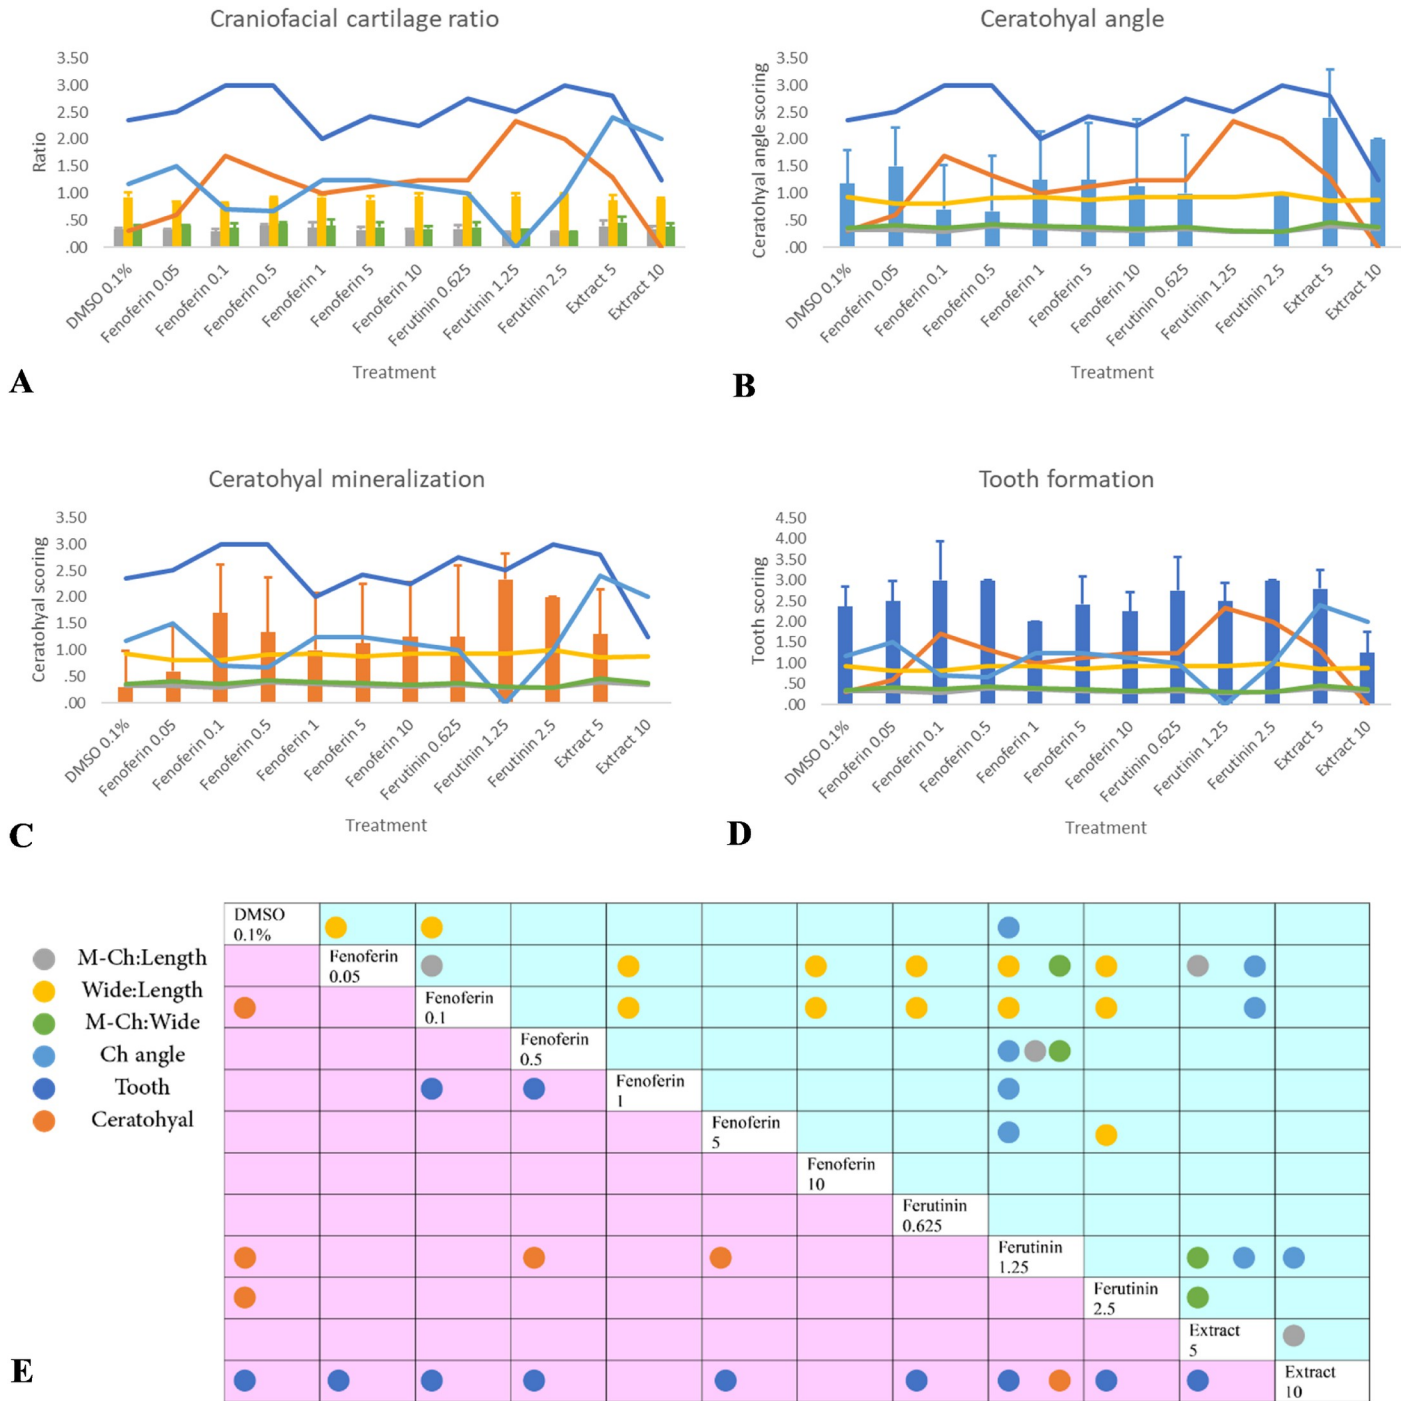 Craniofacial cartilage ratio
Ratio
3.50
3.00
2.50
2.00
1.50
1.00
.50
.00
DMSO 0.1%
Fenoferin 0.05
Fenoferin 0.1
Fenoferin 0.5
Fenoferin 1
Fenoferin 5
Fenoferin 10
Ferutinin 0.625
Ferutinin 1.25
Ferutinin 2.5
Extract 5
Extract 10
Treatment
A
Ceratohyal angle
Ceratohyal angle scoring
3.50
3.00
2.50
2.00
1.50
1.00
.50
.00
DMSO 0.1%
Fenoferin 0.05
Fenoferin 0.1
Fenoferin 0.5
Fenoferin 1
Fenoferin 5
Fenoferin 10
Ferutinin 0.625
Ferutinin 1.25
Ferutinin 2.5
Extract 5
Extract 10
Treatment
B
Ceratohyal mineralization
Ceratohyal scoring
3.50
3.00
2.50
2.00
1.50
1.00
.50
.00
DMSO 0.1%
Fenoferin 0.05
Fenoferin 0.1
Fenoferin 0.5
Fenoferin 1
Fenoferin 5
Fenoferin 10
Ferutinin 0.625
Ferutinin 1.25
Ferutinin 2.5
Extract 5
Extract 10
Treatment
C
Tooth formation
Tooth scoring
4.50
4.00
3.50
3.00
2.50
2.00
1.50
1.00
.50
.00
DMSO 0.1%
Fenoferin 0.05
Fenoferin 0.1
Fenoferin 0.5
Fenoferin 1
Fenoferin 5
Fenoferin 10
Ferutinin 0.625
Ferutinin 1.25
Ferutinin 2.5
Extract 5
Extract 10
Treatment
D
M-Ch:Length
Wide:Length
M-Ch:Wide
Ch angle
Tooth
Ceratohyal
DMSO
0.1%
Fenoferin
0.05
Fenoferin
0.1
Fenoferin
0.5
Fenoferin
1
Fenoferin
5
Fenoferin
10
Ferutinin
0.625
Ferutinin
1.25
Ferutinin
2.5
Extract
5
Extract
10
E